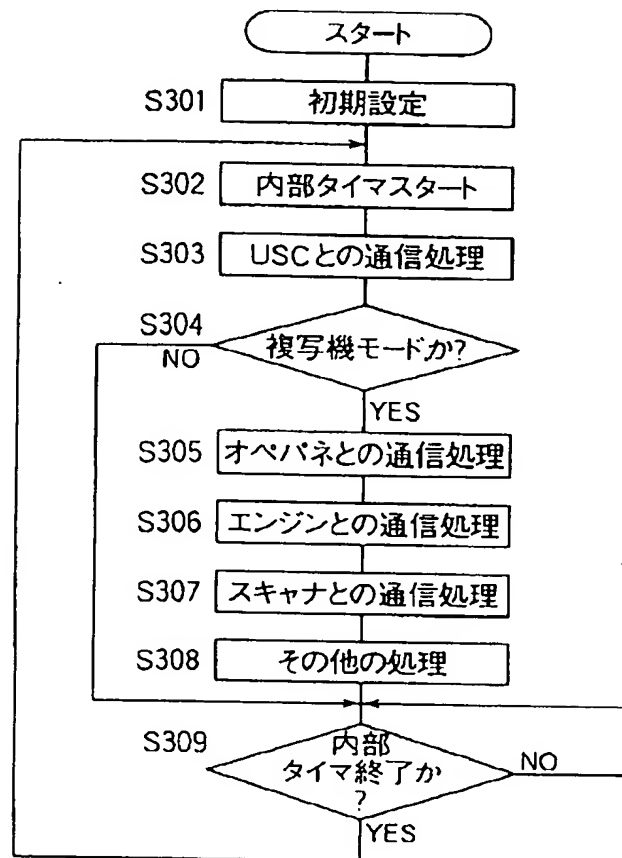 スタート
S301
初期設定
S302
内部タイマスタート
S303
USCとの通信処理
S304
複写機モードか?
NO
YES
S305
オペパネとの通信処理
S306
エンジンとの通信処理
S307
スキャナとの通信処理
S308
その他の処理
S309
内部
タイマ終了か
?
NO
YES